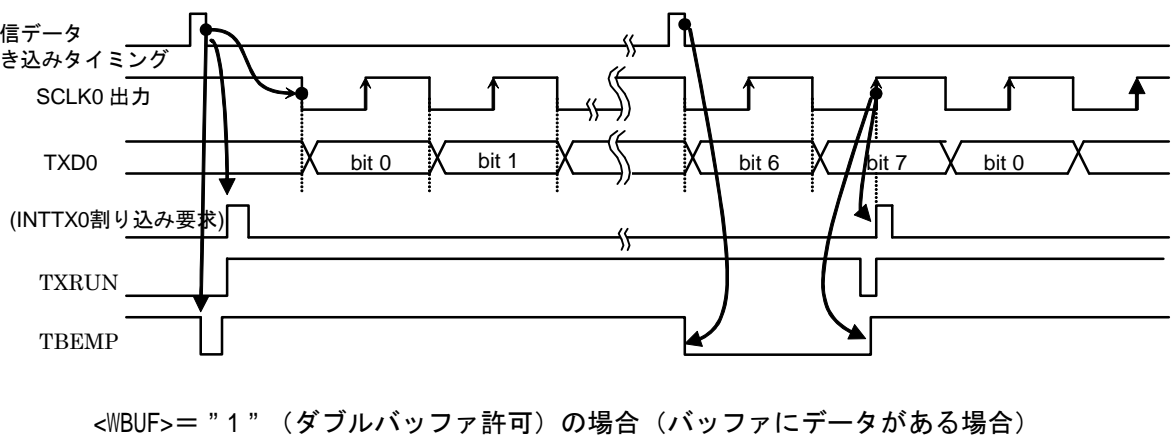 信データ
き込みタイミング
SCLK0 出力
TXD0
bit 0 bit 1 bit 6 bit 7 bit 0
(INTTX0割り込み要求)
TXRUN
TBEMP
<WBUF>＝”1”（ダブルバッファ許可）の場合（バッファにデータがある場合）